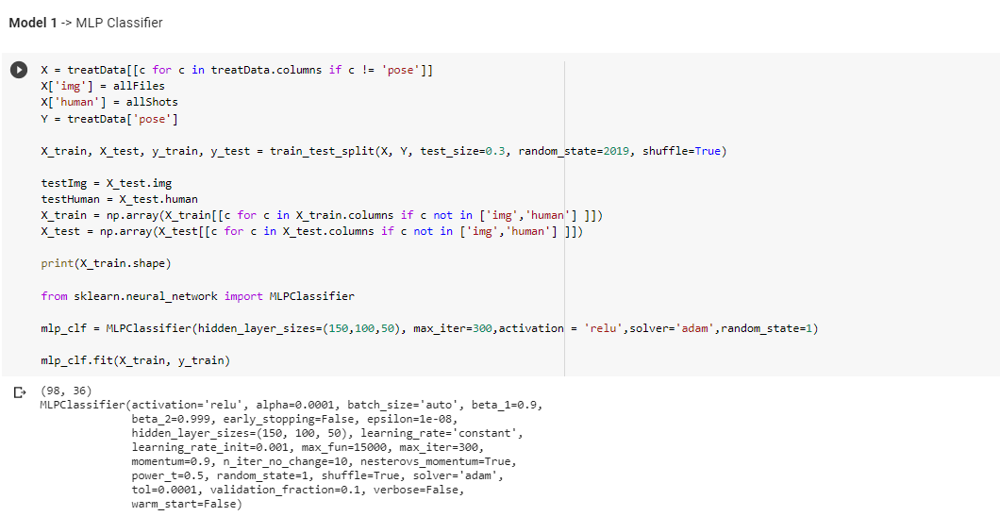 Model 1 -> MLP Classifier
X = treatData[[c for c in treatData.columns if c != 'pose']]
X['img'] = allFiles
X['human'] = allShots
Y = treatData['pose']
X_train, X_test, y_train, y_test = train_test_split(X, Y, test_size=0.3, random_state=2019, shuffle=True)
testImg = X_test.img
testHuman = X_test.human
X_train = np.array(X_train[[c for c in X_train.columns if c not in ['img','human'] ]])
X_test = np.array(X_test[[c for c in X_test.columns if c not in ['img','human'] ]])
print(X_train.shape)
from sklearn.neural_network import MLPClassifier
mlp_clf = MLPClassifier(hidden_layer_sizes=(150,100,50), max_iter=300,activation = 'relu',solver='adam',random_state=1)
mlp_clf.fit(X_train, y_train)
(98, 36)
MLPClassifier(activation='relu', alpha=0.0001, batch_size='auto', beta_1=0.9,
beta_2=0.999, early_stopping=False, epsilon=1e-08,
hidden_layer_sizes=(150, 100, 50), learning_rate='constant',
learning_rate_init=0.001, max_fun=15000, max_iter=300,
momentum=0.9, n_iter_no_change=10, nesterovs_momentum=True,
power_t=0.5, random_state=1, shuffle=True, solver='adam',
tol=0.0001, validation_fraction=0.1, verbose=False,
warm_start=False)